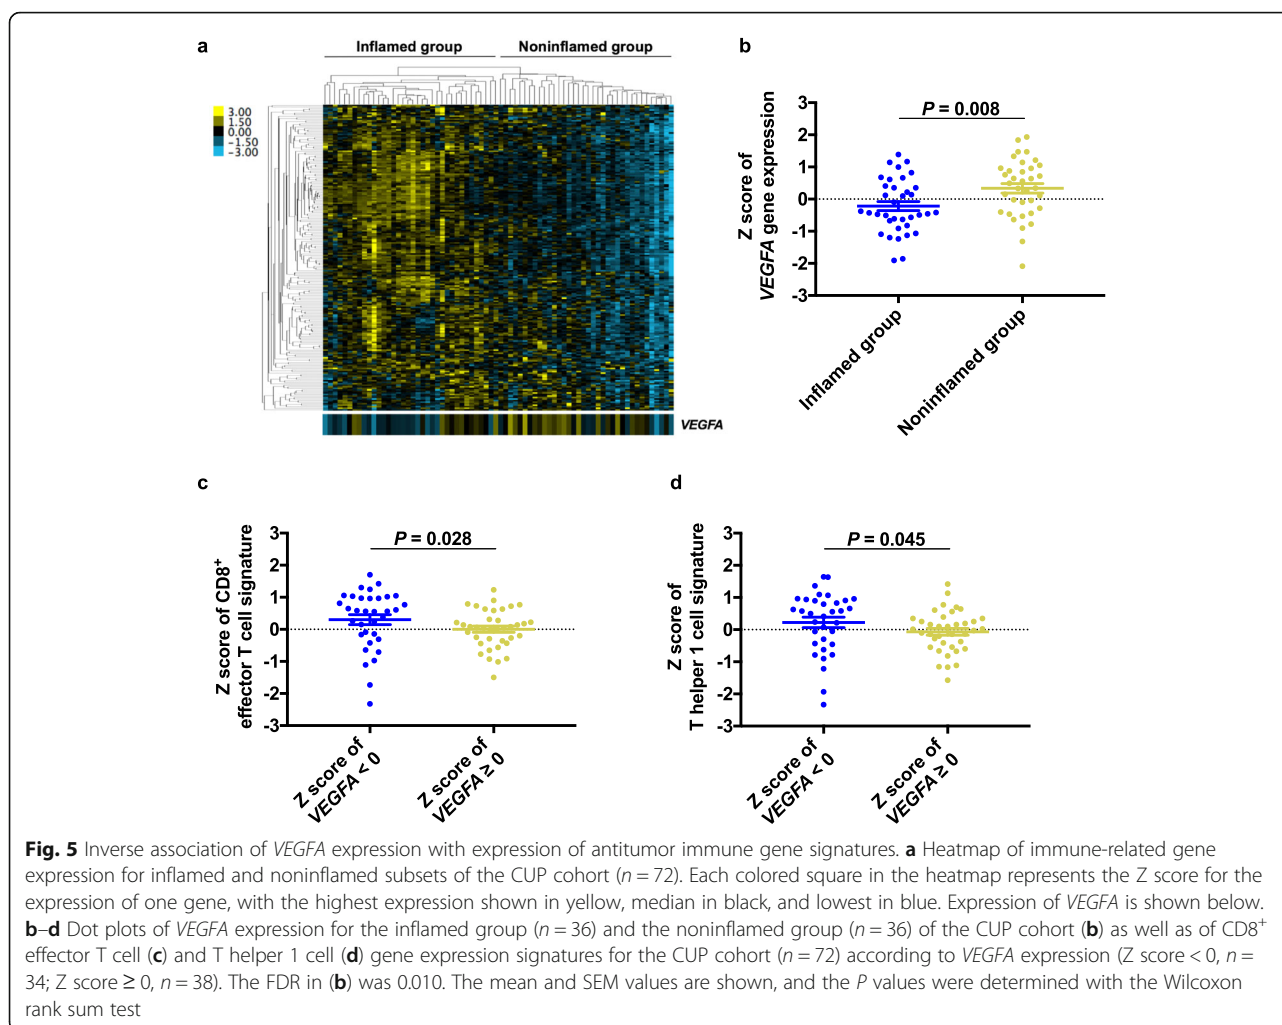 a
Inflamed group
Noninflamed group
3.00
1.50
0.00
−1.50
−3.00
VEGFA
b
Z score of
VEGFA gene expression
P = 0.008
3
2
1
0
-1
-2
-3
Inflamed group
Noninflamed group
c
Z score of CD8+
effector T cell signature
P = 0.028
3
2
1
0
-1
-2
-3
Z score of
VEGFA < 0
Z score of
VEGFA ≥ 0
d
Z score of
T helper 1 cell signature
P = 0.045
3
2
1
0
-1
-2
-3
Z score of
VEGFA < 0
Z score of
VEGFA ≥ 0
Fig. 5 Inverse association of VEGFA expression with expression of antitumor immune gene signatures. a Heatmap of immune-related gene
expression for inflamed and noninflamed subsets of the CUP cohort (n = 72). Each colored square in the heatmap represents the Z score for the
expression of one gene, with the highest expression shown in yellow, median in black, and lowest in blue. Expression of VEGFA is shown below.
b–d Dot plots of VEGFA expression for the inflamed group (n = 36) and the noninflamed group (n = 36) of the CUP cohort (b) as well as of CD8+
effector T cell (c) and T helper 1 cell (d) gene expression signatures for the CUP cohort (n = 72) according to VEGFA expression (Z score < 0, n =
34; Z score ≥ 0, n = 38). The FDR in (b) was 0.010. The mean and SEM values are shown, and the P values were determined with the Wilcoxon
rank sum test